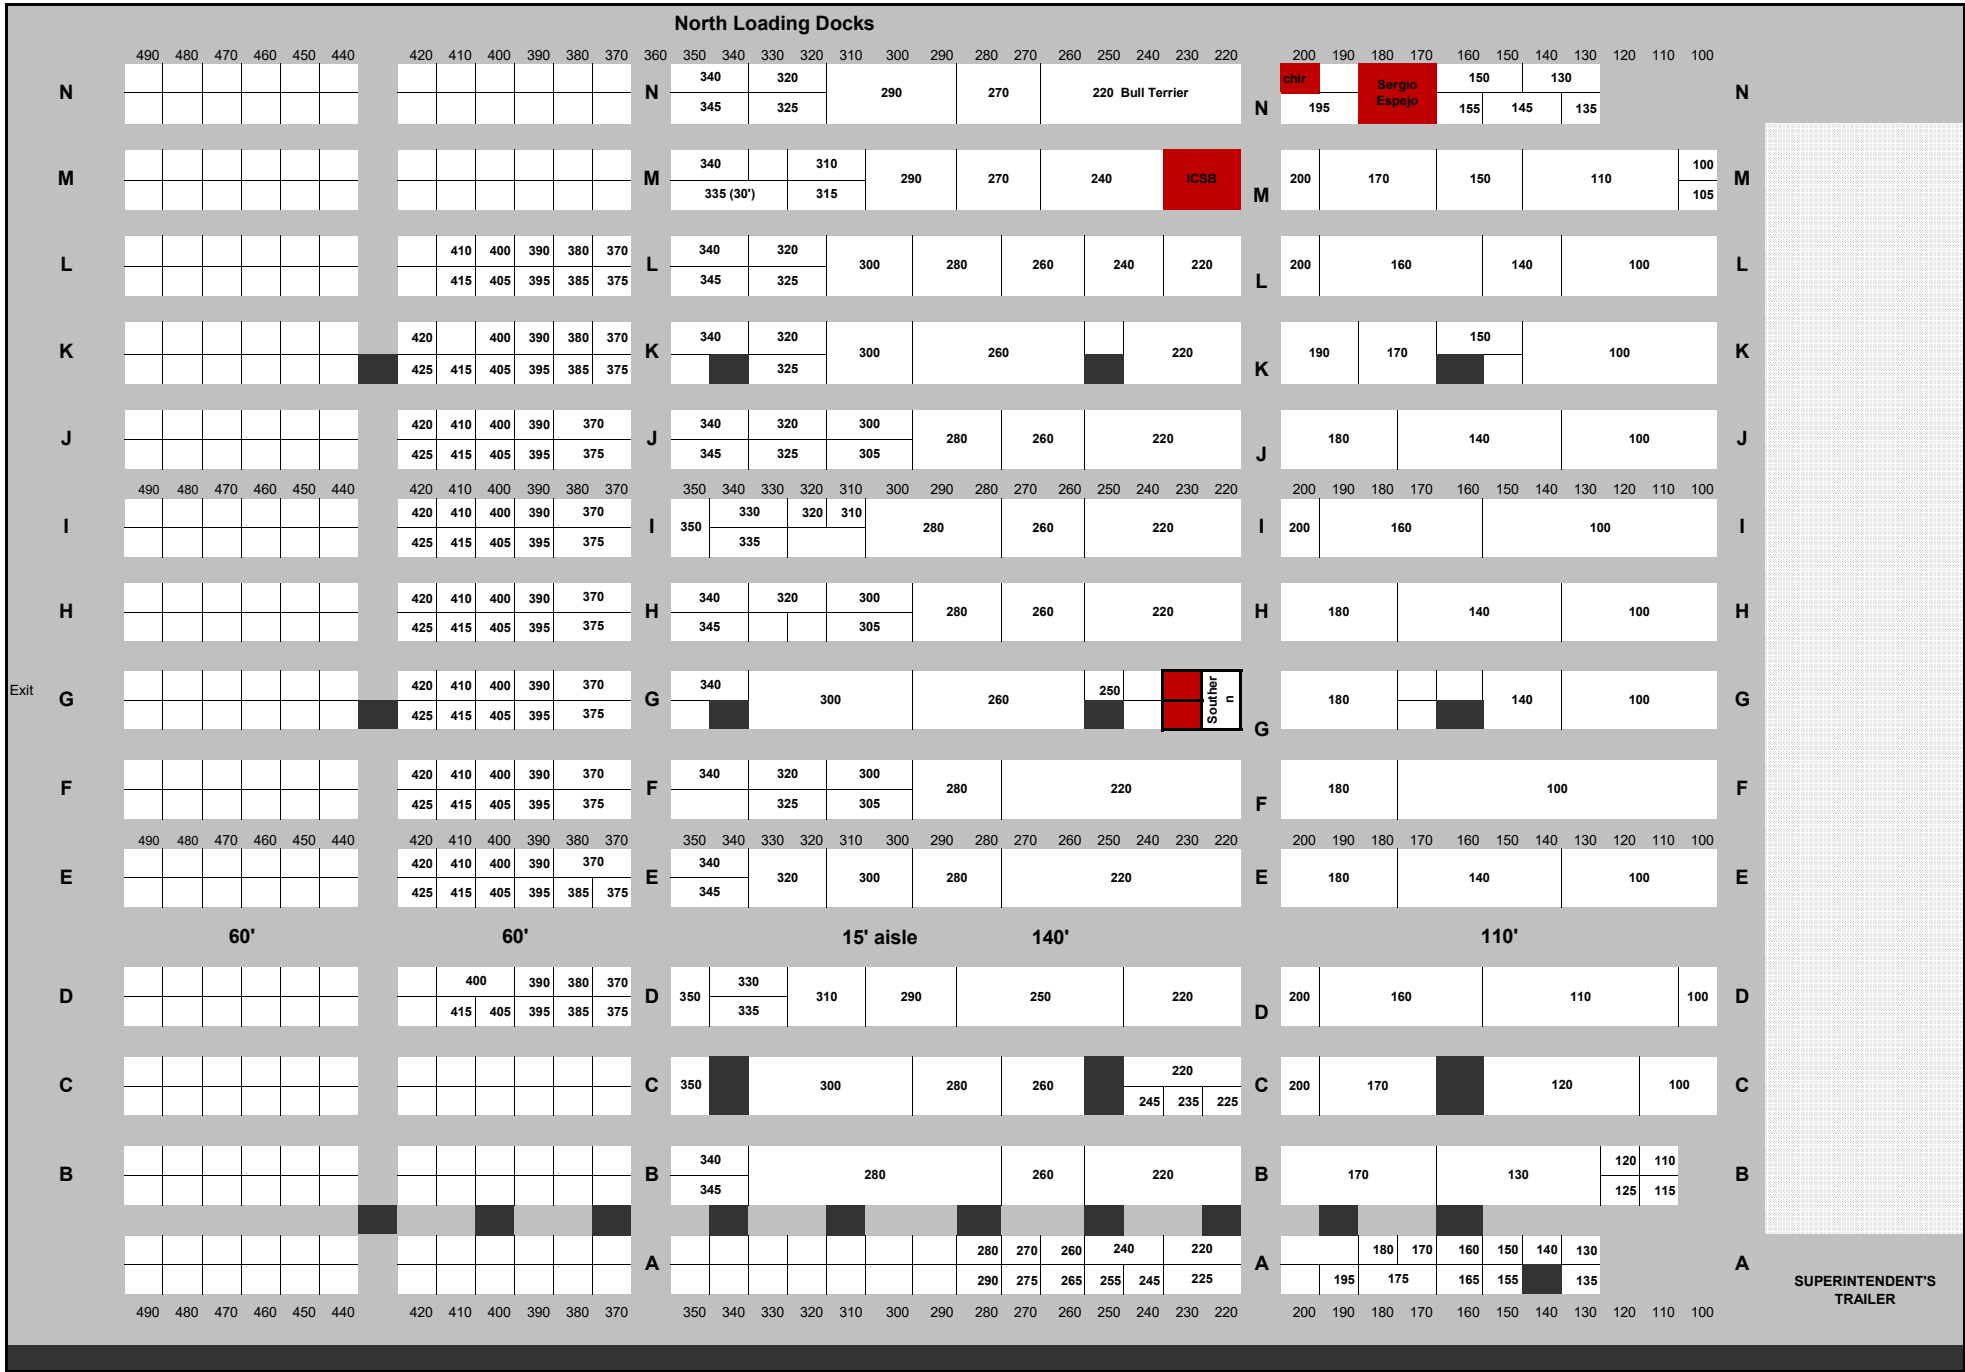 North Loading Docks
490 480 470 460 450 440 420 410 400 390 380 370 360 350 340 330 320 310 300 290 280 270 260 250 240 230 220 200 190 180 170 160 150 140 130 120 110 100
340 320 chlr 150 130
N N 290 270 220 Bull Terrier N Sergio Espejo N
345 325 195 155 145 135
340 310 100
M M 290 270 240 ICSB M 200 170 150 110 M
335 (30') 315 105
410 400 390 380 370 340 320
L L 300 280 260 240 220 L 200 160 140 100 L
415 405 395 385 375 345 325
420 400 390 380 370 340 320 150
K K 300 260 220 K 190 170 100 K
425 415 405 395 385 375 325
420 410 400 390 370 340 320 300
J J 280 260 220 J 180 140 100 J
425 415 405 395 375 345 325 305
490 480 470 460 450 440 420 410 400 390 380 370 350 340 330 320 310 300 290 280 270 260 250 240 230 220 200 190 180 170 160 150 140 130 120 110 100
420 410 400 390 370 330 320 310
I I 350 280 260 220 I 200 160 100 I
425 415 405 395 375 335
420 410 400 390 370 340 320 300
H H 280 260 220 H 180 140 100 H
425 415 405 395 375 345 305
420 410 400 390 370 340 250
Exit G G 300 260 Souther n G 180 140 100 G
425 415 405 395 375
420 410 400 390 370 340 320 300
F F 280 220 F 180 100 F
425 415 405 395 375 325 305
490 480 470 460 450 440 420 410 400 390 380 370 350 340 330 320 310 300 290 280 270 260 250 240 230 220 200 190 180 170 160 150 140 130 120 110 100
420 410 400 390 370 340
E E 320 300 280 220 E 180 140 100 E
425 415 405 395 385 375 345
60' 60' 15' aisle 140' 110'
400 390 380 370 330
D D 350 310 290 250 220 D 200 160 110 100 D
415 405 395 385 375 335
220
C C 350 300 280 260 C 200 170 120 100 C
245 235 225
340 120 110
B B 280 260 220 B 170 130 B
345 125 115
280 270 260 240 220 180 170 160 150 140 130
A A A
290 275 265 255 245 225 195 175 165 155 135
SUPERINTENDENT'S
TRAILER
490 480 470 460 450 440 420 410 400 390 380 370 350 340 330 320 310 300 290 280 270 260 250 240 230 220 200 190 180 170 160 150 140 130 120 110 100